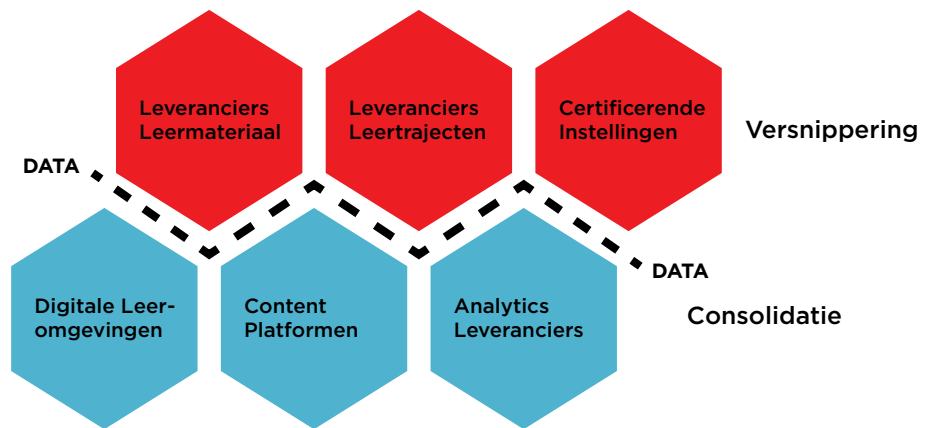 Leveranciers
Leermateriaal
Leveranciers
Leertrajecten
Certificerende
Instellingen
Versnippering
DATA
DATA
Digitale Leer-
omgevingen
Content
Platformen
Analytics
Leveranciers
Consolidatie